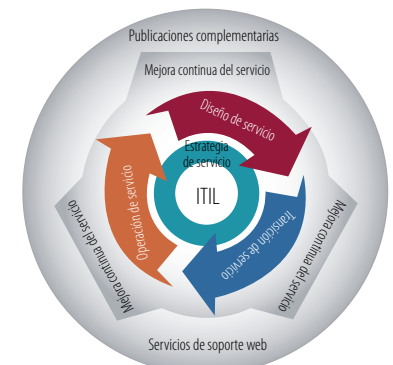 Publicaciones complementarias
Mejora continua del servicio
Diseño de servicio
Estrategia
de servicio
ITIL
Operación de servicio
Transición de servicio
Mejora continua del servicio
Mejora continua del servicio
Servicios de soporte web